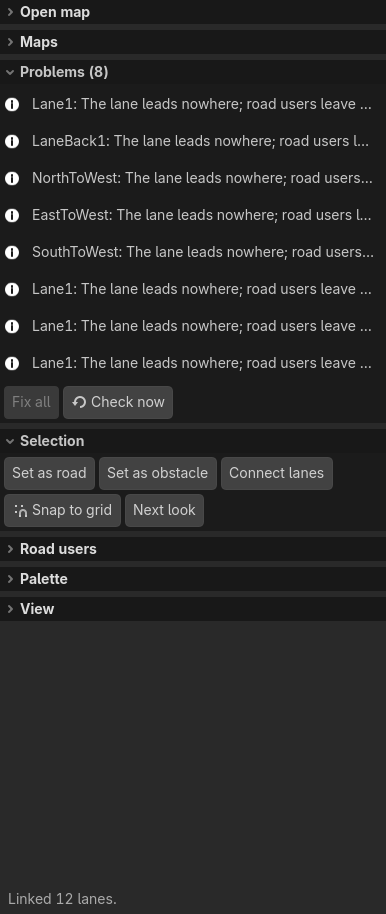 Open map
Maps
Problems (8)
Lane1: The lane leads nowhere; road users leave ...
LaneBack1: The lane leads nowhere; road users l...
NorthToWest: The lane leads nowhere; road users...
EastToWest: The lane leads nowhere; road users l...
SouthToWest: The lane leads nowhere; road users...
Lane1: The lane leads nowhere; road users leave ...
Lane1: The lane leads nowhere; road users leave ...
Lane1: The lane leads nowhere; road users leave ...
Fix all Check now
Selection
Set as road Set as obstacle Connect lanes
Snap to grid Next look
Road users
Palette
View
Linked 12 lanes.